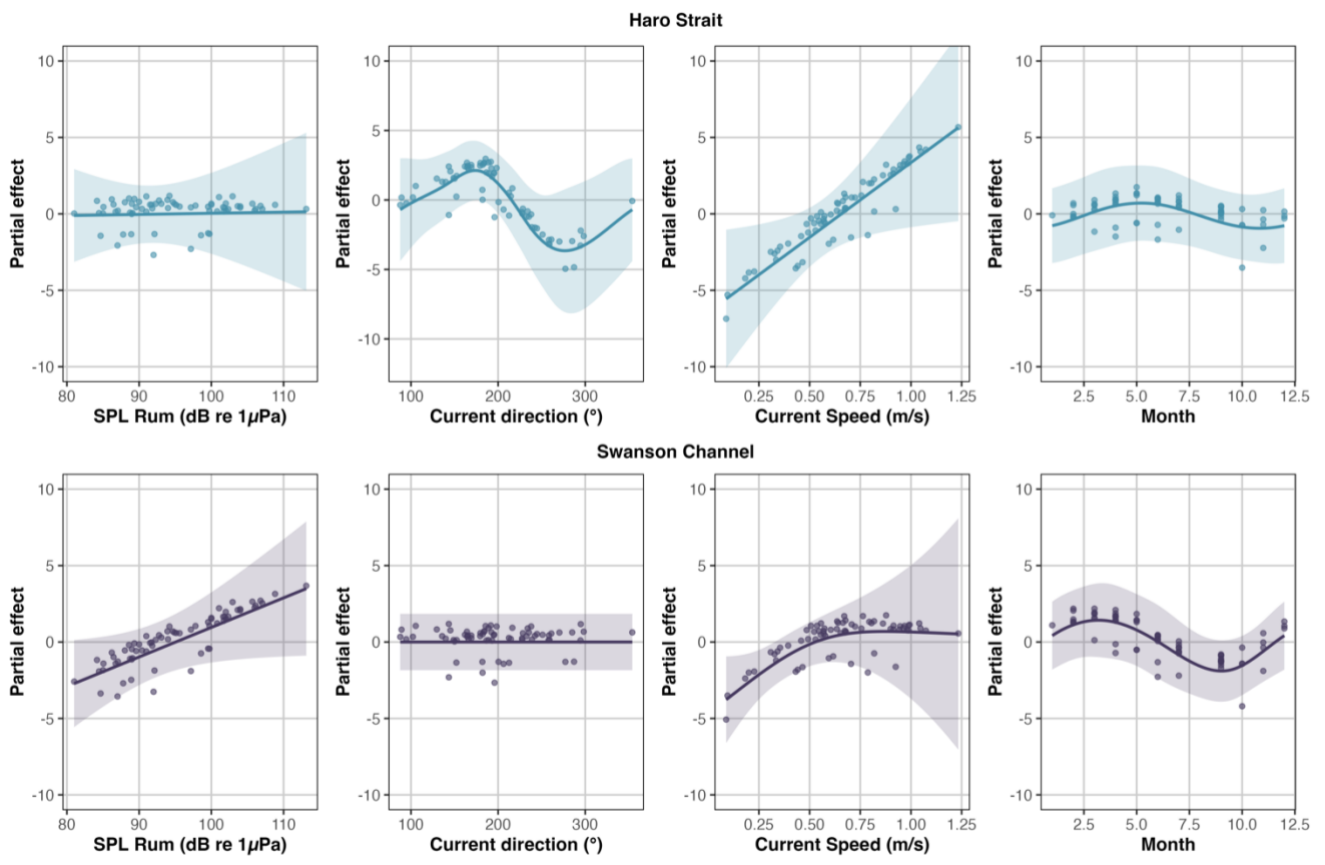 Haro Strait
Partial effect
10
5
0
-5
-10
80 90 100 110
SPL Rum (dB re 1µPa)
Partial effect
10
5
0
-5
-10
100 200 300
Current direction (°)
Partial effect
10
5
0
-5
-10
0.25 0.50 0.75 1.00 1.25
Current Speed (m/s)
Partial effect
10
5
0
-5
-10
2.5 5.0 7.5 10.0 12.5
Month
Swanson Channel
Partial effect
10
5
0
-5
-10
80 90 100 110
SPL Rum (dB re 1µPa)
Partial effect
10
5
0
-5
-10
100 200 300
Current direction (°)
Partial effect
10
5
0
-5
-10
0.25 0.50 0.75 1.00 1.25
Current Speed (m/s)
Partial effect
10
5
0
-5
-10
2.5 5.0 7.5 10.0 12.5
Month